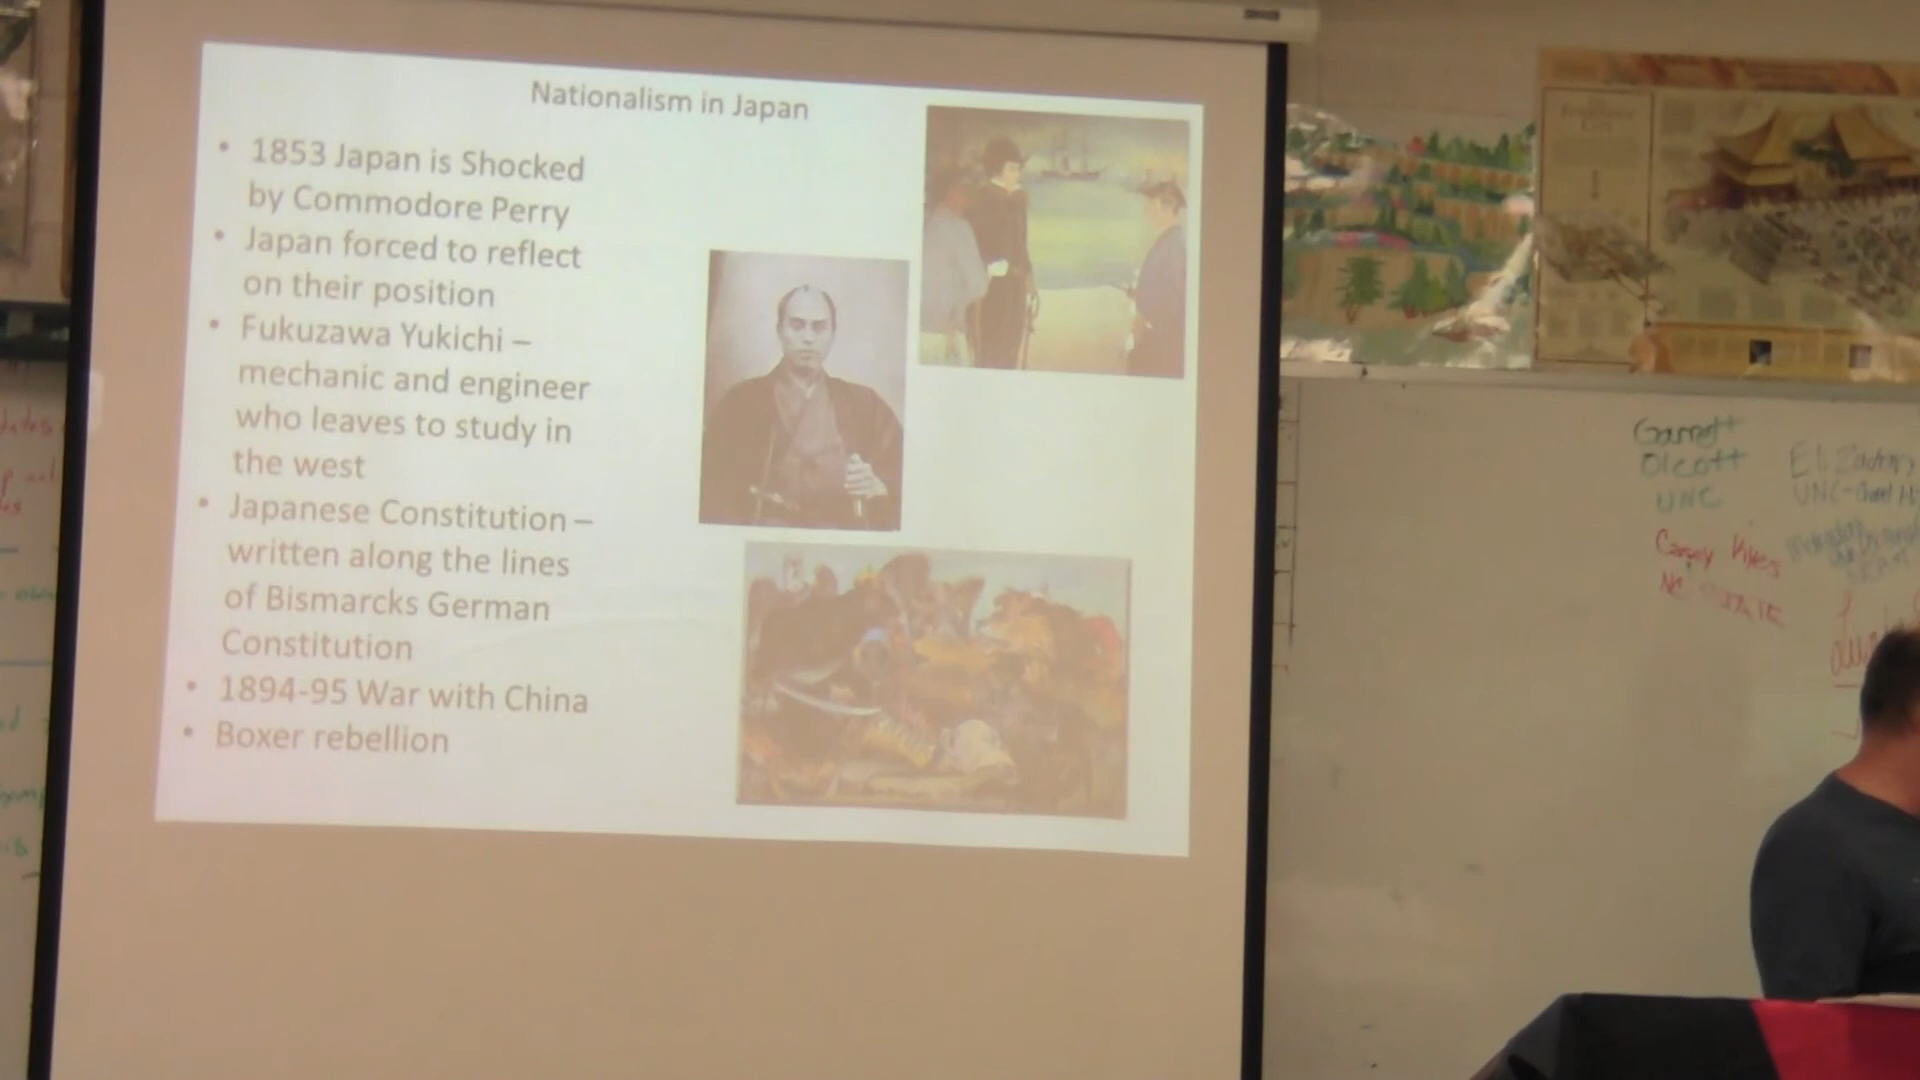 Nationalism in Japan
• 1853 Japan is Shocked
by Commodore Perry
• Japan forced to reflect
on their position
• Fukuzawa Yukichi –
mechanic and engineer
who leaves to study in
the west
• Japanese Constitution –
written along the lines
of Bismarcks German
Constitution
• 1894-95 War with China
• Boxer rebellion
Garrett
Olcott
UNC